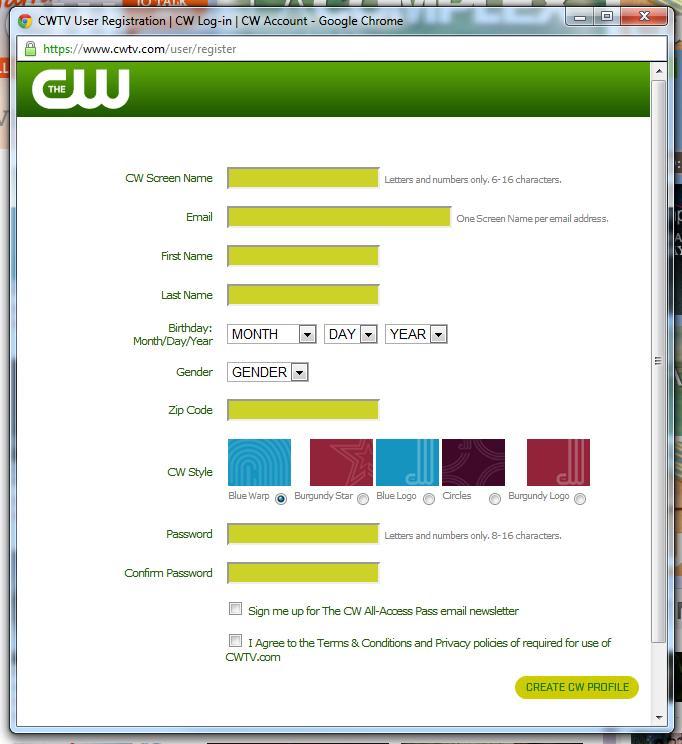 CWTV User Registration | CW Log-in | CW Account - Google Chrome
https://www.cwtv.com/user/register
THE CW
CW Screen Name Letters and numbers only. 6-16 characters.
Email One Screen Name per email address.
First Name
Last Name
Birthday:
Month/Day/Year MONTH DAY YEAR
Gender GENDER
Zip Code
CW Style
Blue Warp Burgundy Star Blue Logo Circles Burgundy Logo
Password Letters and numbers only. 8-16 characters.
Confirm Password
Sign me up for The CW All-Access Pass email newsletter
I Agree to the Terms & Conditions and Privacy policies of required for use of
CWTV.com
CREATE CW PROFILE